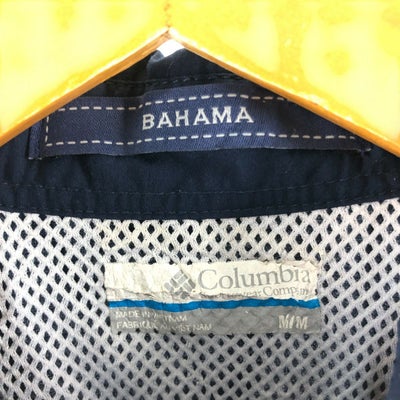 BAHAMA
Columbia
Sportswear Company
MADE IN VIETNAM
FABRIQUÉ AU VIET NAM
M/M